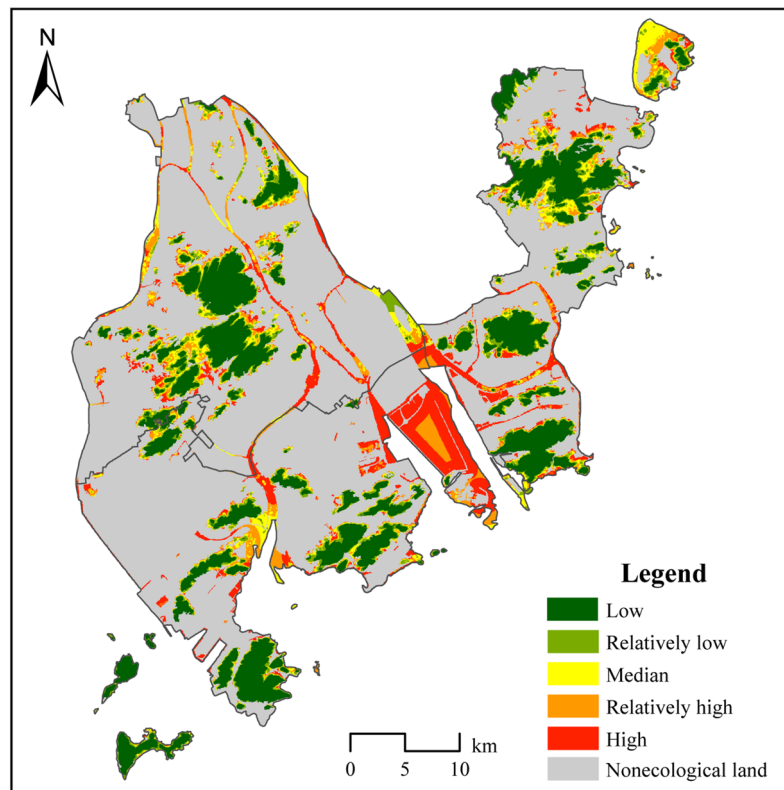 N
Legend
Low
Relatively low
Median
Relatively high
High
Nonecological land
km
0 5 10